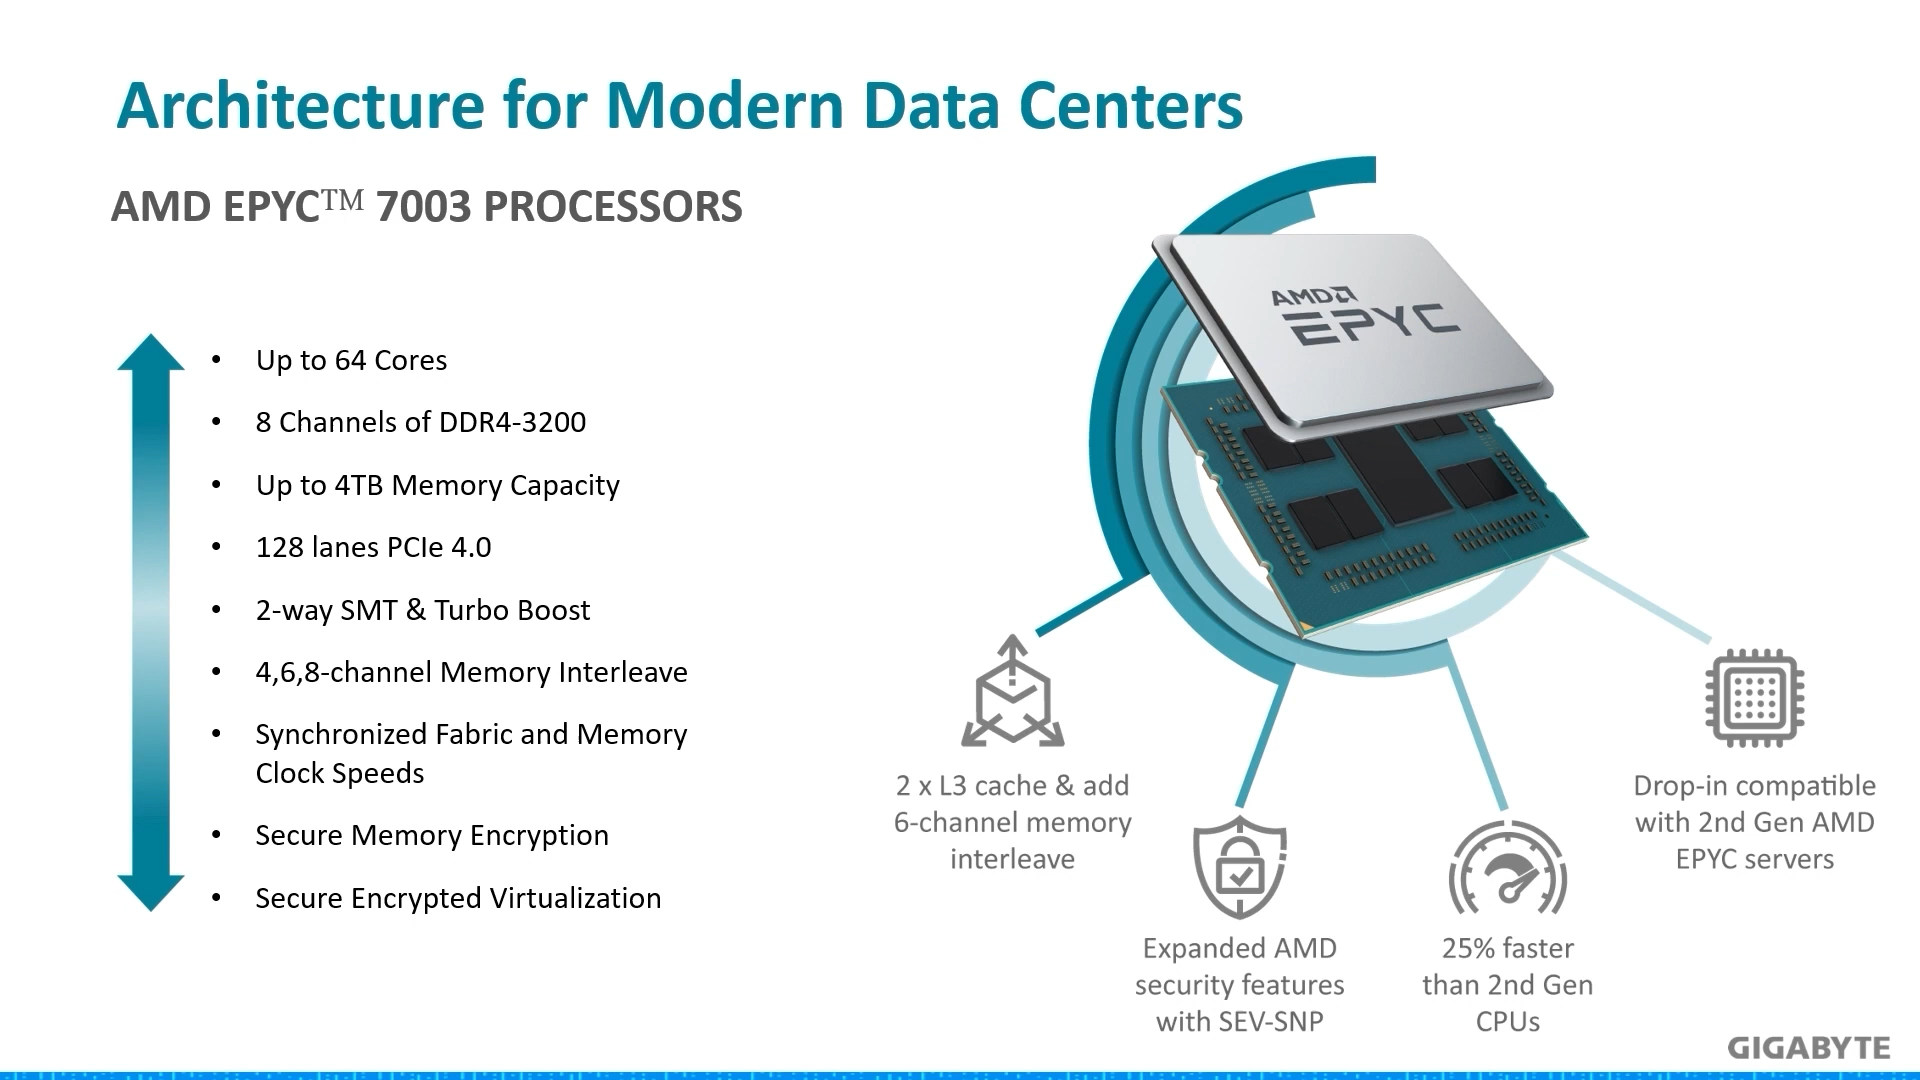 Architecture for Modern Data Centers
AMD EPYC™ 7003 PROCESSORS
• Up to 64 Cores
• 8 Channels of DDR4-3200
• Up to 4TB Memory Capacity
• 128 lanes PCIe 4.0
• 2-way SMT & Turbo Boost
• 4,6,8-channel Memory Interleave
• Synchronized Fabric and Memory
Clock Speeds
• Secure Memory Encryption
• Secure Encrypted Virtualization
AMD
EPYC
2 x L3 cache & add
6-channel memory
interleave
Expanded AMD
security features
with SEV-SNP
25% faster
than 2nd Gen
CPUs
Drop-in compatible
with 2nd Gen AMD
EPYC servers
GIGABYTE